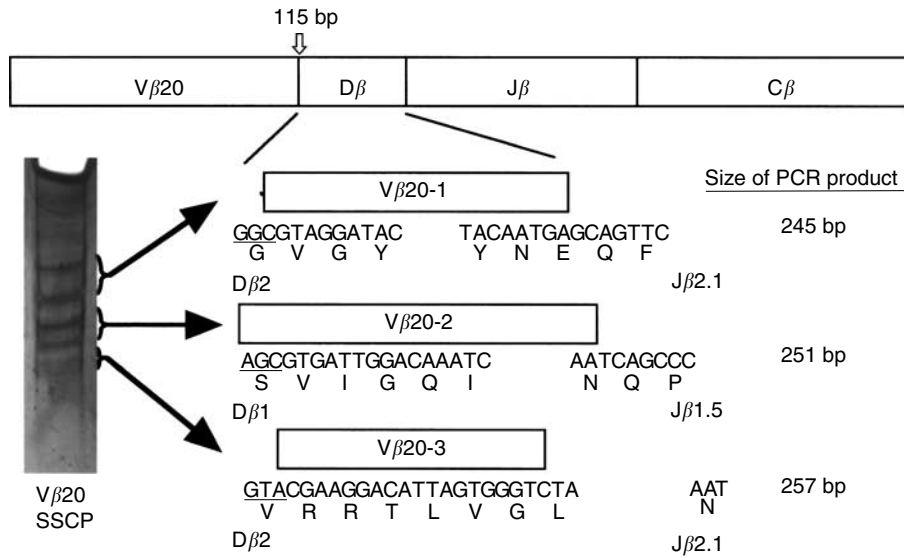 115 bp
Vβ20 Dβ Jβ Cβ
Size of PCR product
Vβ20-1
GGCGTAGGATAC TACAATGAGCAGTTC 245 bp
G V G Y Y N E Q F
Dβ2 Jβ2.1
Vβ20-2
AGCGTGATTGGACAAATC AATCAGCCC 251 bp
S V I G Q I N Q P
Dβ1 Jβ1.5
Vβ20-3
GTACGAAGGACATTAGTGGGTCTA AAT 257 bp
V R R T L V G L N
Dβ2 Jβ2.1
Vβ20
SSCP